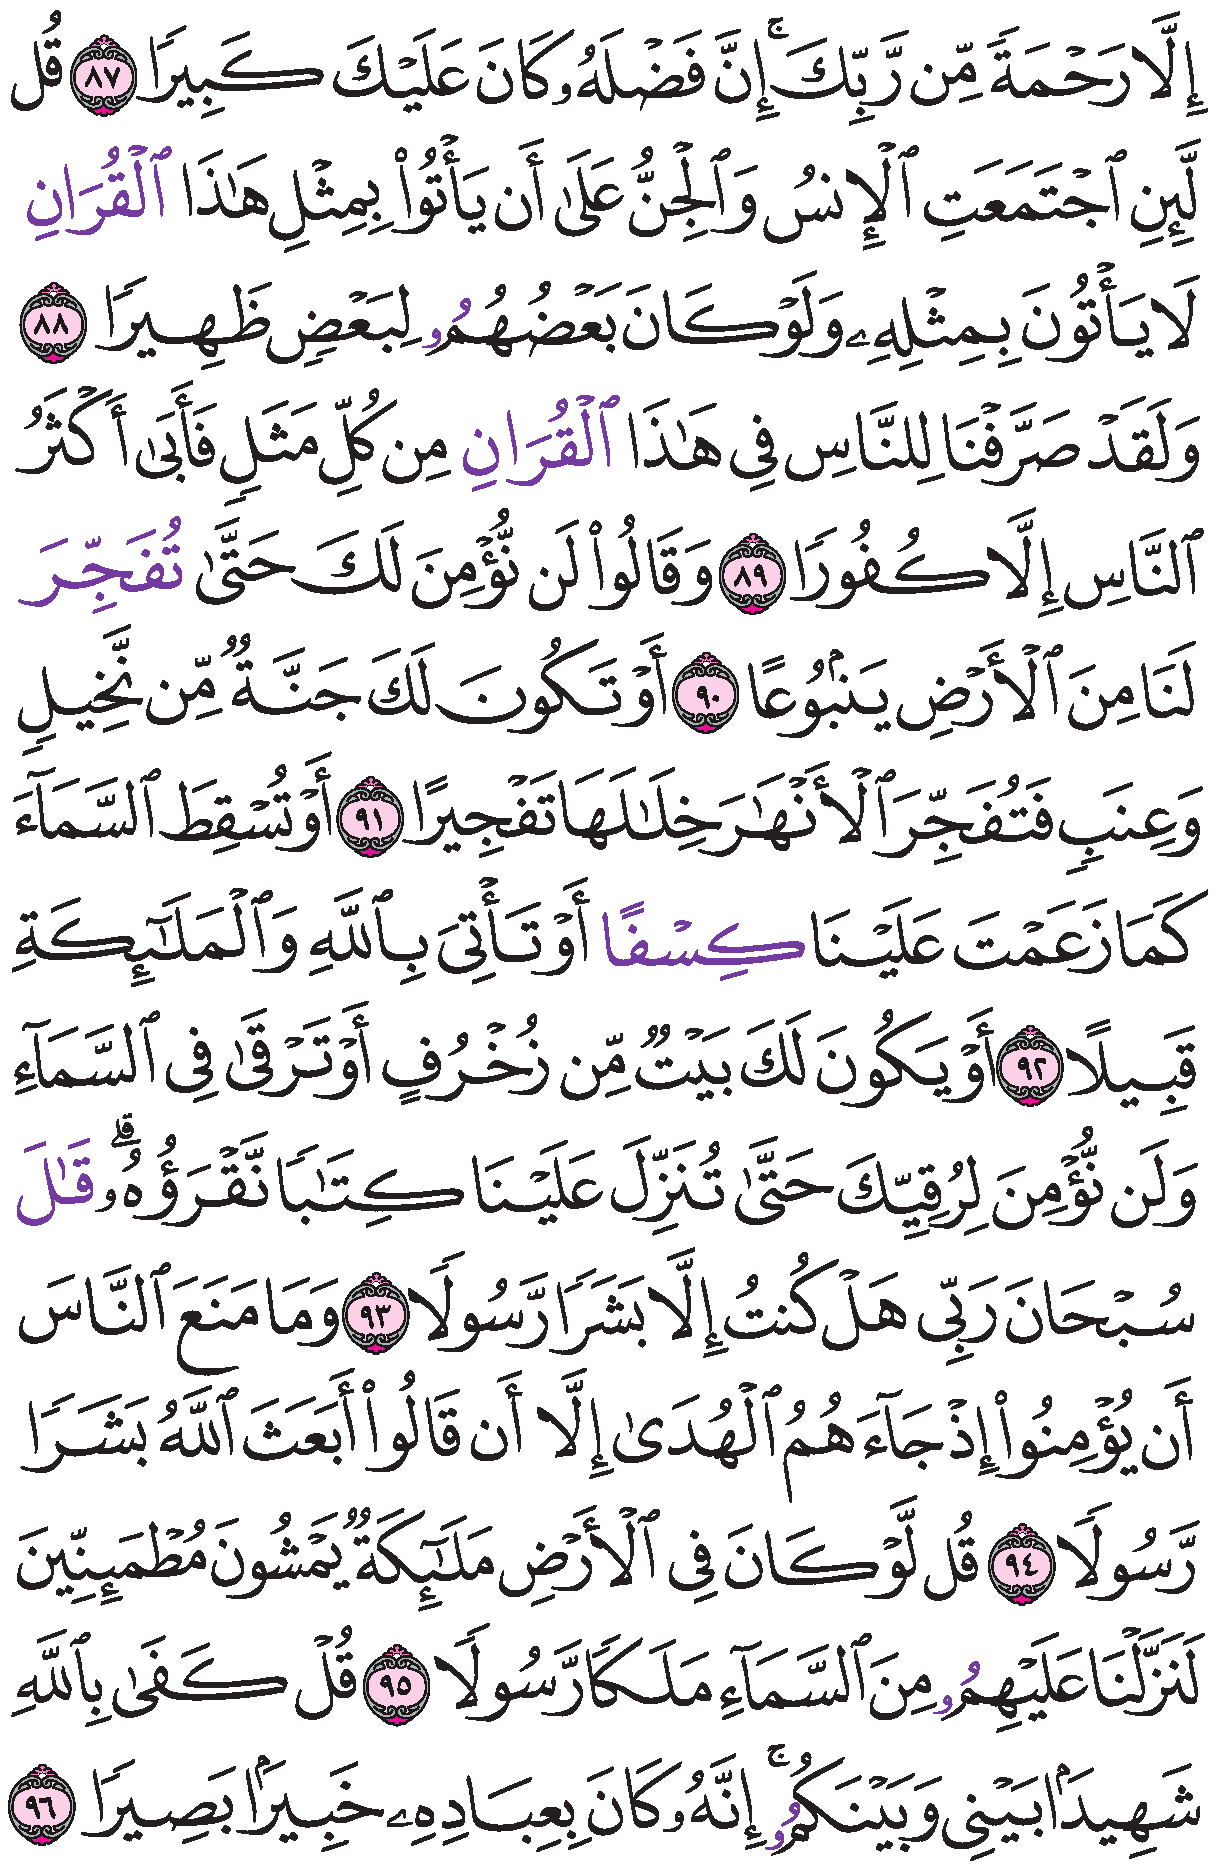 إِلَّا رَحْمَةً مِّن رَّبِّكَۚ إِنَّ فَضْلَهُۥ كَانَ عَلَيْكَ كَبِيرًا ٨٧ قُل
لَّئِنِ ٱجْتَمَعَتِ ٱلْإِنسُ وَٱلْجِنُّ عَلَىٰٓ أَن يَأْتُوا۟ بِمِثْلِ هَٰذَا ٱلْقُرَانِ
لَا يَأْتُونَ بِمِثْلِهِۦ وَلَوْ كَانَ بَعْضُهُمُۥ لِبَعْضٍ ظَهِيرًا ٨٨
وَلَقَدْ صَرَّفْنَا لِلنَّاسِ فِى هَٰذَا ٱلْقُرَانِ مِن كُلِّ مَثَلٍ فَأَبَىٰٓ أَكْثَرُ
ٱلنَّاسِ إِلَّا كُفُورًا ٨٩ وَقَالُوا۟ لَن نُّؤْمِنَ لَكَ حَتَّىٰ تُفَجِّرَ
لَنَا مِنَ ٱلْأَرْضِ يَنۢبُوعًا ٩٠ أَوْ تَكُونَ لَكَ جَنَّةٌ مِّن نَّخِيلٍ
وَعِنَبٍ فَتُفَجِّرَ ٱلْأَنْهَٰرَ خِلَٰلَهَا تَفْجِيرًا ٩١ أَوْ تُسْقِطَ ٱلسَّمَآءَ
كَمَا زَعَمْتَ عَلَيْنَا كِسْفًا أَوْ تَأْتِىَ بِٱللَّهِ وَٱلْمَلَٰٓئِكَةِ
قَبِيلًا ٩٢ أَوْ يَكُونَ لَكَ بَيْتٌ مِّن زُخْرُفٍ أَوْ تَرْقَىٰ فِى ٱلسَّمَآءِ
وَلَن نُّؤْمِنَ لِرُقِيِّكَ حَتَّىٰ تُنَزِّلَ عَلَيْنَا كِتَٰبًا نَّقْرَؤُهُۥۗ قَٰلَ
سُبْحَانَ رَبِّى هَلْ كُنتُ إِلَّا بَشَرًا رَّسُولًا ٩٣ وَمَا مَنَعَ ٱلنَّاسَ
أَن يُؤْمِنُوٓا۟ إِذْ جَآءَهُمُ ٱلْهُدَىٰٓ إِلَّآ أَن قَالُوٓا۟ أَبَعَثَ ٱللَّهُ بَشَرًا
رَّسُولًا ٩٤ قُل لَّوْ كَانَ فِى ٱلْأَرْضِ مَلَٰٓئِكَةٌ يَمْشُونَ مُطْمَئِنِّينَ
لَنَزَّلْنَا عَلَيْهِمُۥ مِنَ ٱلسَّمَآءِ مَلَكًا رَّسُولًا ٩٥ قُلْ كَفَىٰ بِٱللَّهِ
شَهِيدًۢا بَيْنِى وَبَيْنَكُمُۥۚ إِنَّهُۥ كَانَ بِعِبَادِهِۦ خَبِيرًۢا بَصِيرًا ٩٦